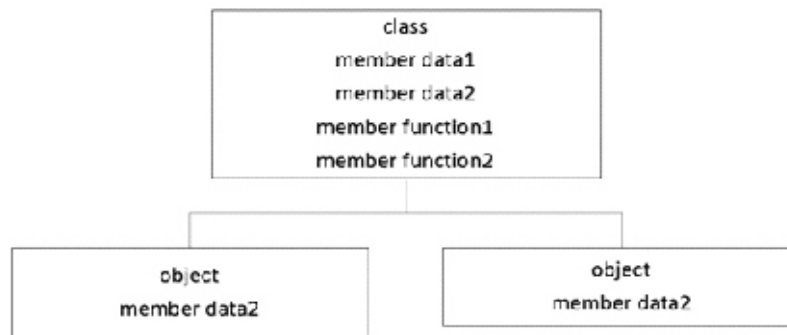 class
member data1
member data2
member function1
member function2
object
member data2
object
member data2